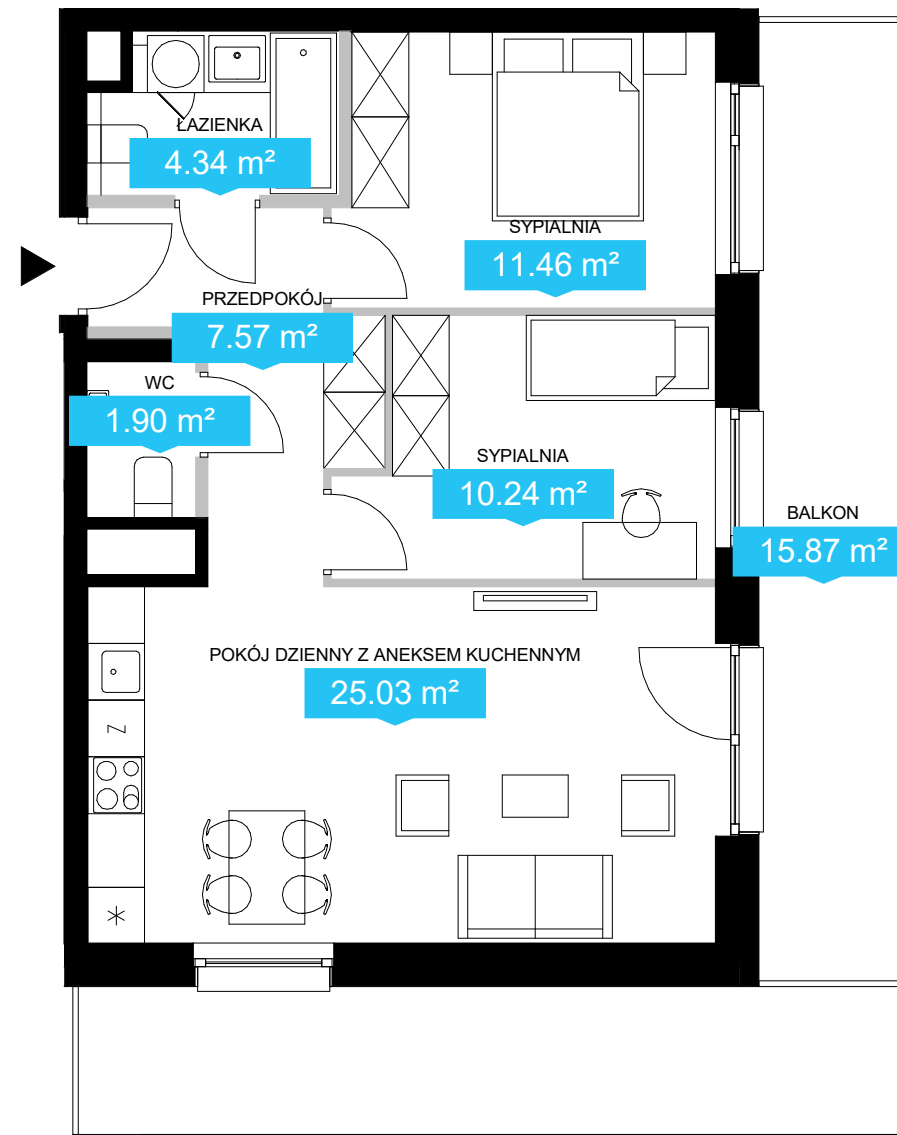 ŁAZIENKA
4.34 m²
SYPIALNIA
11.46 m²
PRZEDPOKÓJ
7.57 m²
WC
1.90 m²
SYPIALNIA
10.24 m²
BALKON
15.87 m²
POKÓJ DZIENNY Z ANEKSEM KUCHENNYM
25.03 m²